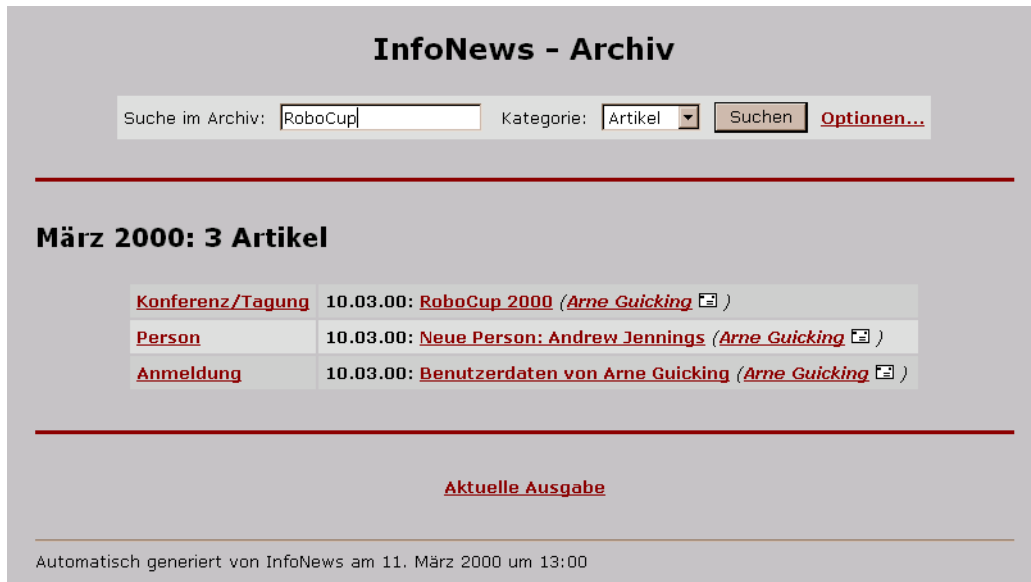 InfoNews - Archiv
Suche im Archiv: RoboCup Kategorie: Artikel Suchen Optionen...
März 2000: 3 Artikel
Konferenz/Tagung 10.03.00: RoboCup 2000 (Arne Guicking )
Person 10.03.00: Neue Person: Andrew Jennings (Arne Guicking )
Anmeldung 10.03.00: Benutzerdaten von Arne Guicking (Arne Guicking )
Aktuelle Ausgabe
Automatisch generiert von InfoNews am 11. März 2000 um 13:00